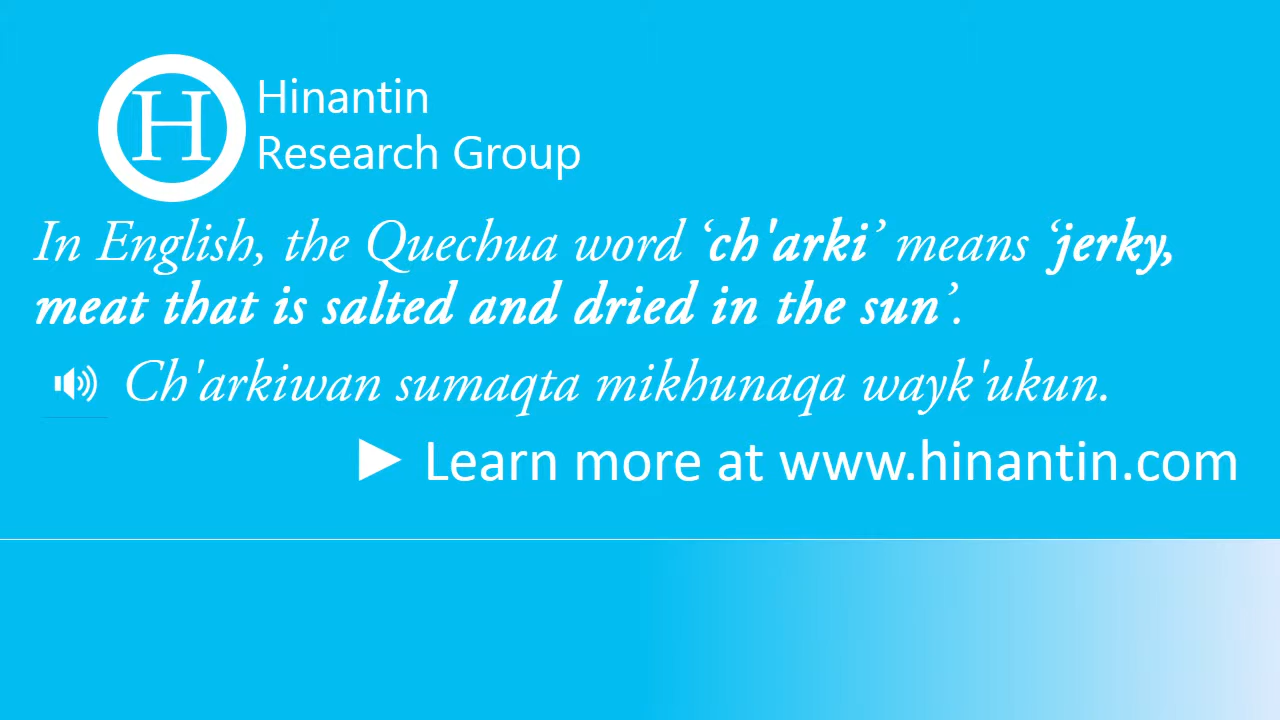 H
Hinantin
Research Group
In English, the Quechua word ‘ch'arki’ means ‘jerky,
meat that is salted and dried in the sun’.
Ch'arkiwan sumaqta mikhunaqa wayk'ukun.
► Learn more at www.hinantin.com